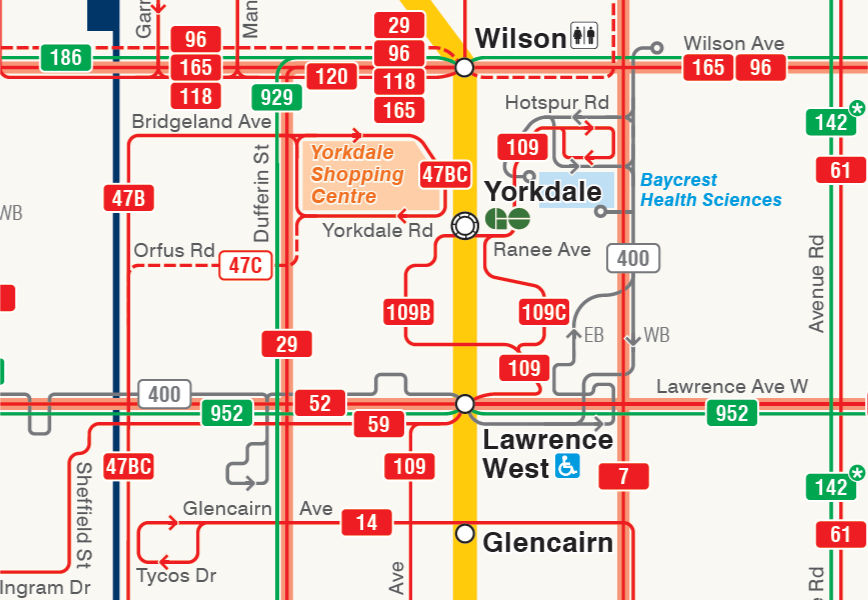 Garr
Man
29
96
96
165
118
186
120
118
165
929
Wilson
Wilson Ave
165
96
Bridgeland Ave
Hotspur Rd
142*
109
61
Yorkdale
Shopping
Centre
47BC
47B
Dufferin St
Yorkdale
Baycrest
Health Sciences
WB
Yorkdale Rd
Orfus Rd
47C
Ranee Ave
400
Avenue Rd
109B
109C
29
EB
WB
109
400
952
52
59
Lawrence Ave W
952
Lawrence
West
47BC
109
7
Sheffield St
142*
61
Glencairn Ave
14
Glencairn
Tycos Dr
Ingram Dr
Ave
e Rd